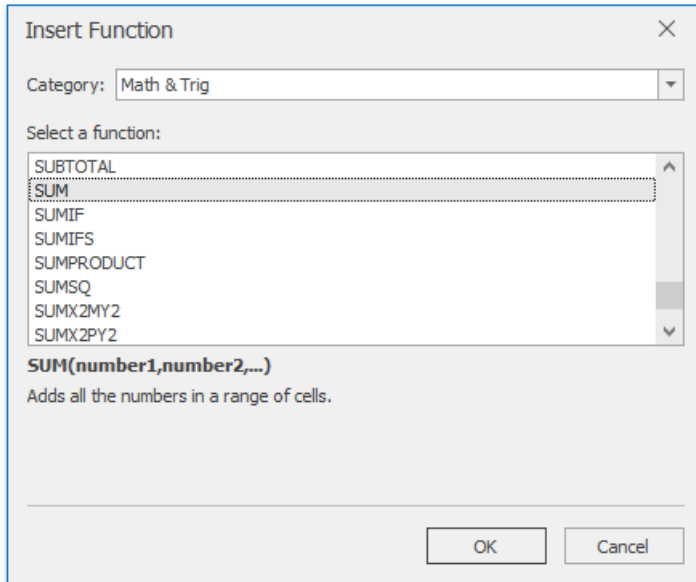 Insert Function
Category: Math & Trig
Select a function:
SUBTOTAL
SUM
SUMIF
SUMIFS
SUMPRODUCT
SUMSQ
SUMX2MY2
SUMX2PY2
SUM(number1,number2,...)
Adds all the numbers in a range of cells.
OK Cancel